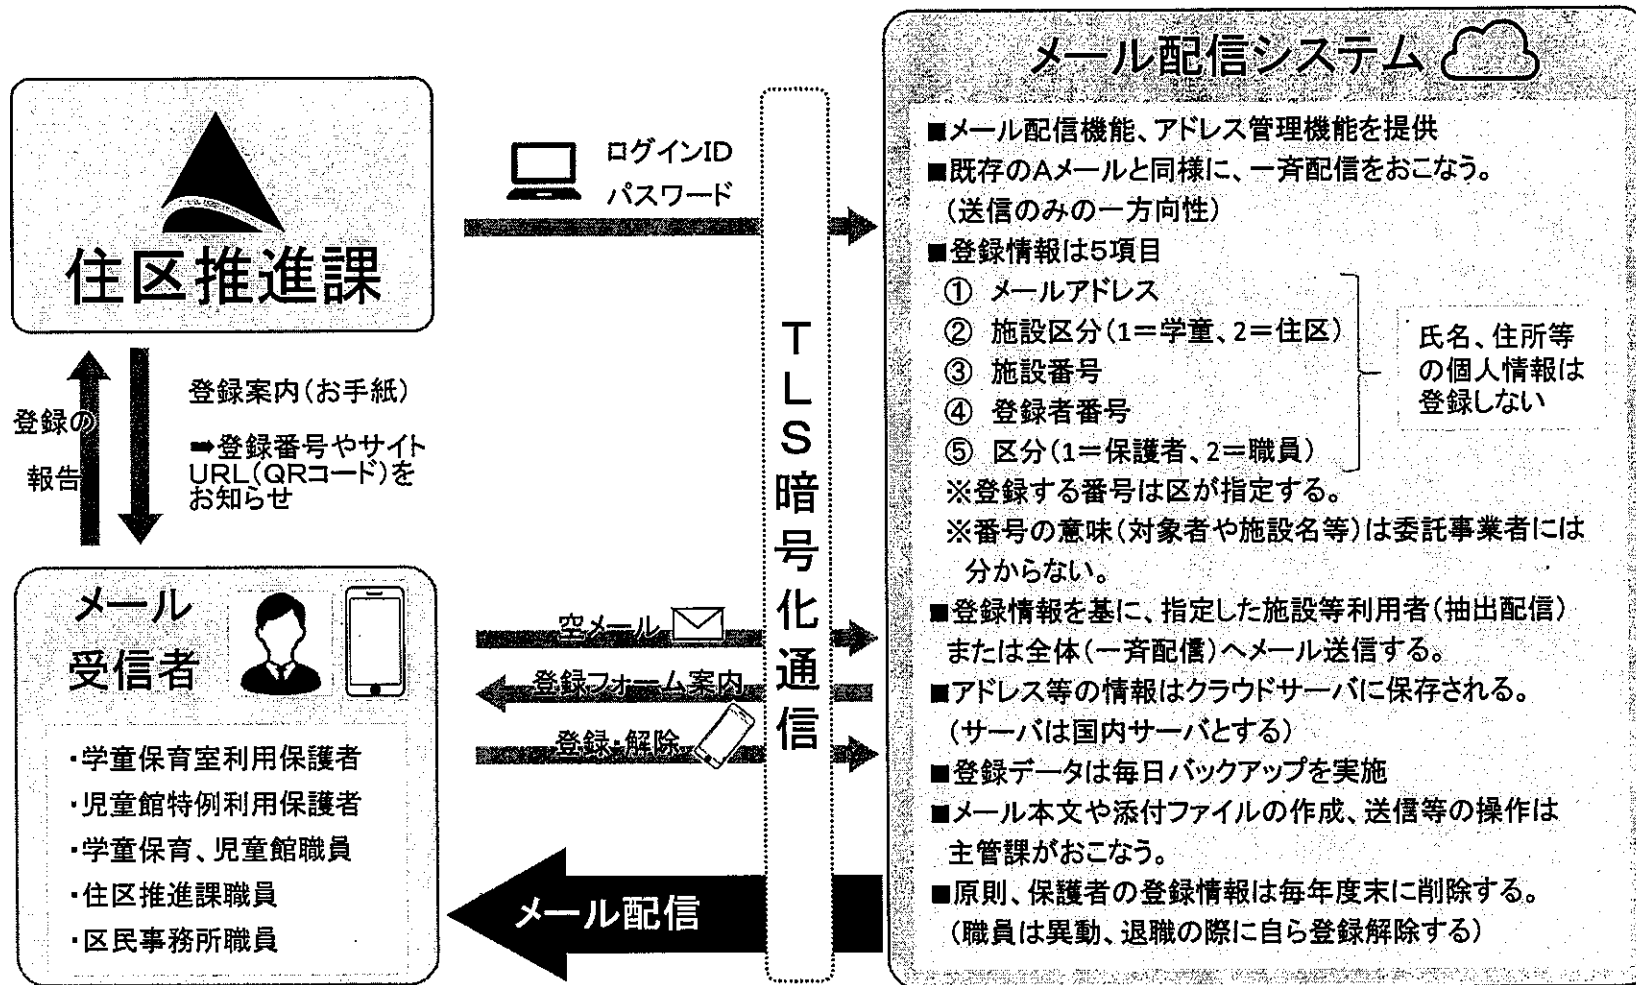 住区推進課
ログインID
パスワード
登録の
報告
登録案内(お手紙)
➡登録番号やサイト
URL(QRコード)を
お知らせ
メール
受信者
・学童保育室利用保護者
・児童館特例利用保護者
・学童保育、児童館職員
・住区推進課職員
・区民事務所職員
空メール
登録フォーム案内
登録・解除
メール配信
TLS暗号化通信
メール配信システム
■メール配信機能、アドレス管理機能を提供
■既存のAメールと同様に、一斉配信をおこなう。
(送信のみの一方向性)
■登録情報は5項目
① メールアドレス
② 施設区分(1=学童、2=住区)
③ 施設番号
④ 登録者番号
⑤ 区分(1=保護者、2=職員)
氏名、住所等
の個人情報は
登録しない
※登録する番号は区が指定する。
※番号の意味(対象者や施設名等)は委託事業者には
分からない。
■登録情報を基に、指定した施設等利用者(抽出配信)
または全体(一斉配信)へメール送信する。
■アドレス等の情報はクラウドサーバに保存される。
(サーバは国内サーバとする)
■登録データは毎日バックアップを実施
■メール本文や添付ファイルの作成、送信等の操作は
主管課がおこなう。
■原則、保護者の登録情報は毎年度末に削除する。
(職員は異動、退職の際に自ら登録解除する)